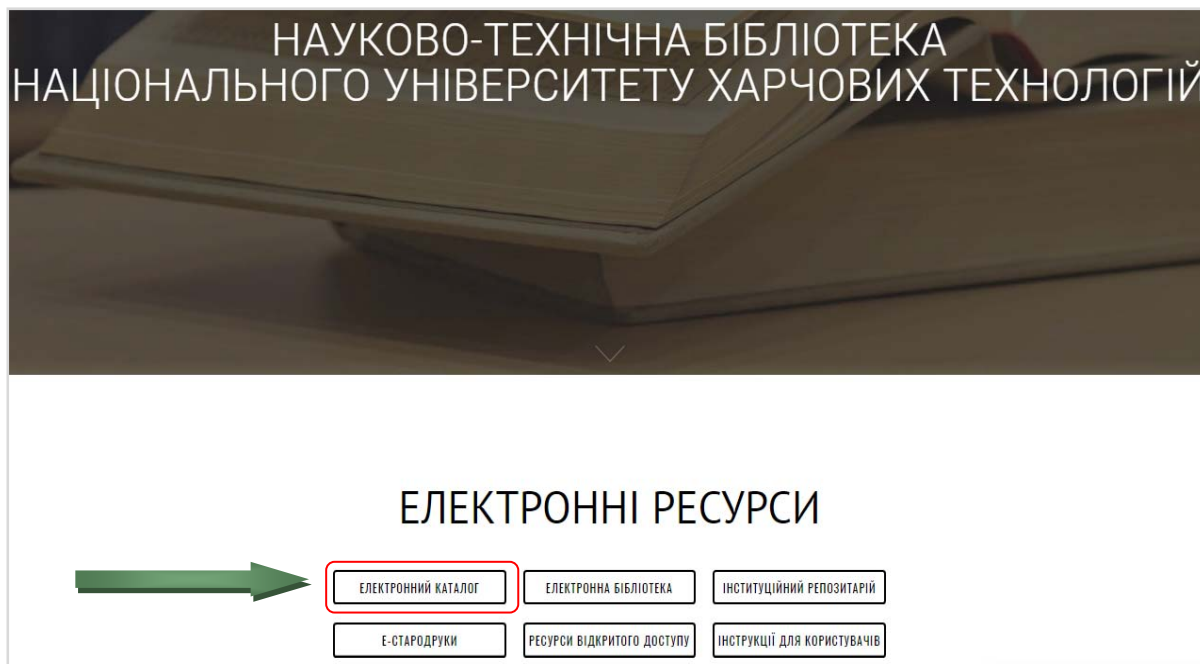 НАУКОВО-ТЕХНІЧНА БІБЛІОТЕКА
НАЦІОНАЛЬНОГО УНІВЕРСИТЕТУ ХАРЧОВИХ ТЕХНОЛОГІЙ
ЕЛЕКТРОННІ РЕСУРСИ
ЕЛЕКТРОННИЙ КАТАЛОГ
ЕЛЕКТРОННА БІБЛІОТЕКА
ІНСТИТУЦІЙНИЙ РЕПОЗИТАРІЙ
Е-СТАРОДРУКИ
РЕСУРСИ ВІДКРИТОГО ДОСТУПУ
ІНСТРУКЦІЇ ДЛЯ КОРИСТУВАЧІВ